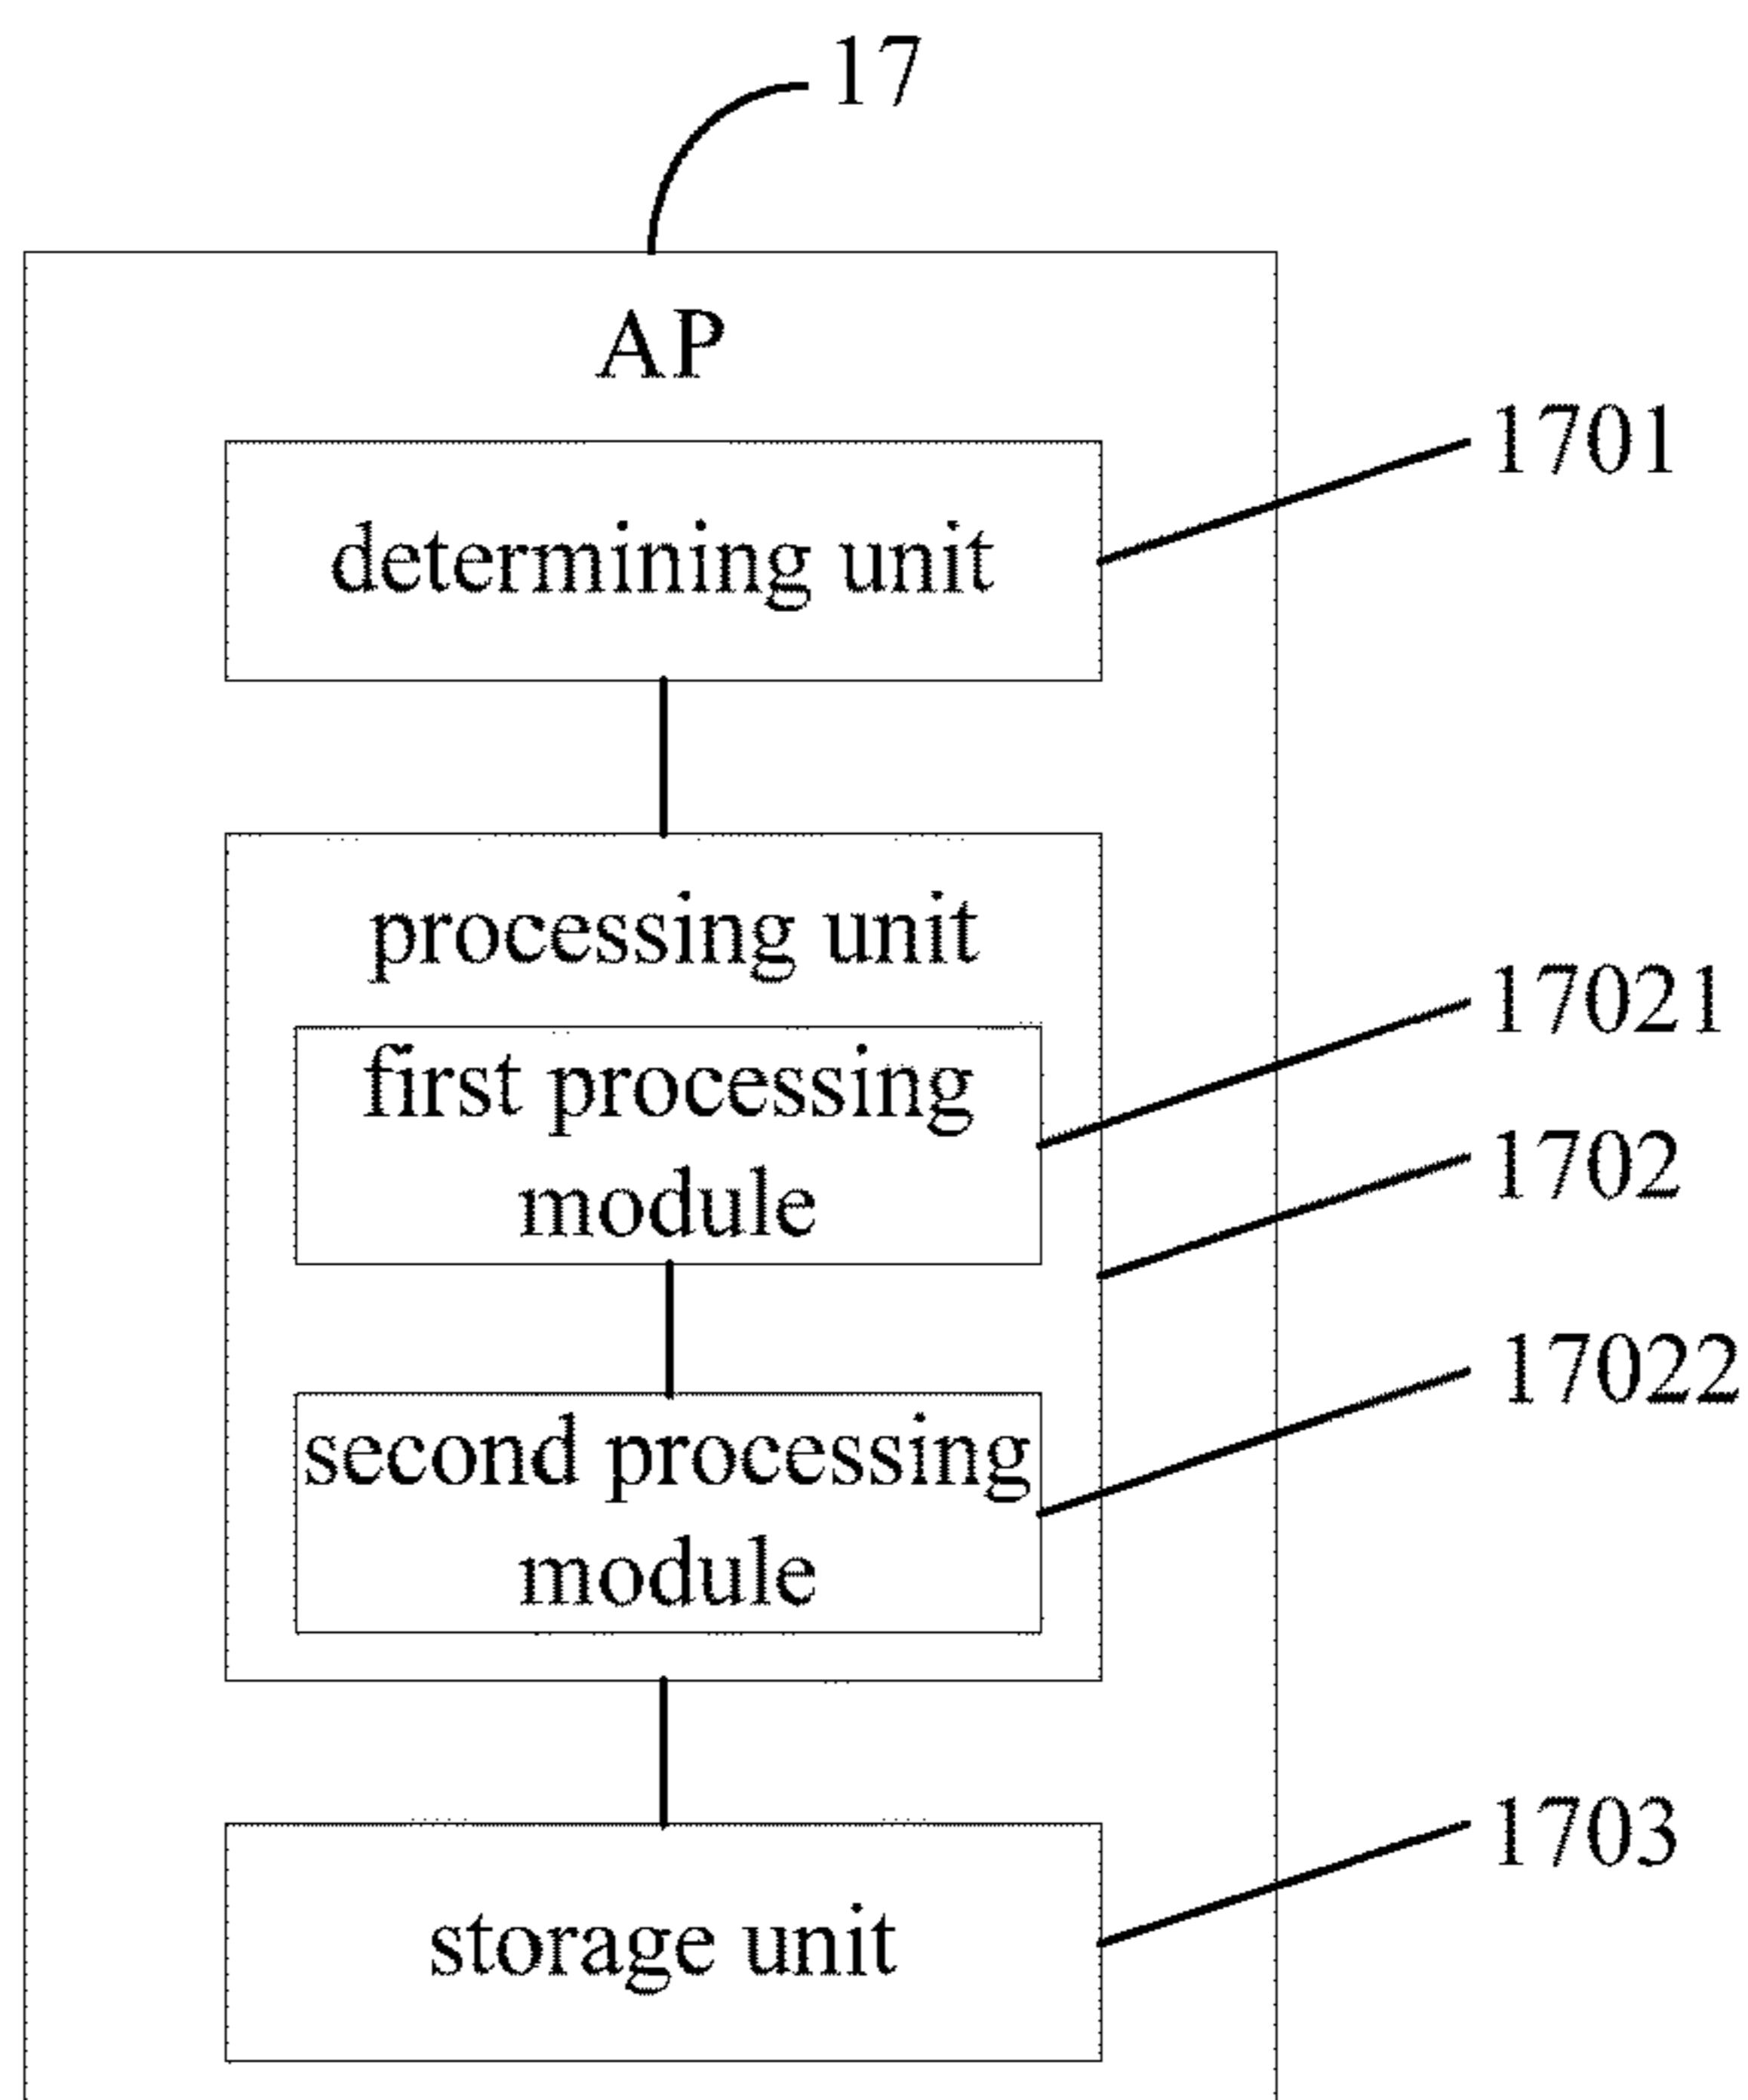 17
AP
1701
determining unit
processing unit
17021
first processing
module
1702
17022
second processing
module
1703
storage unit